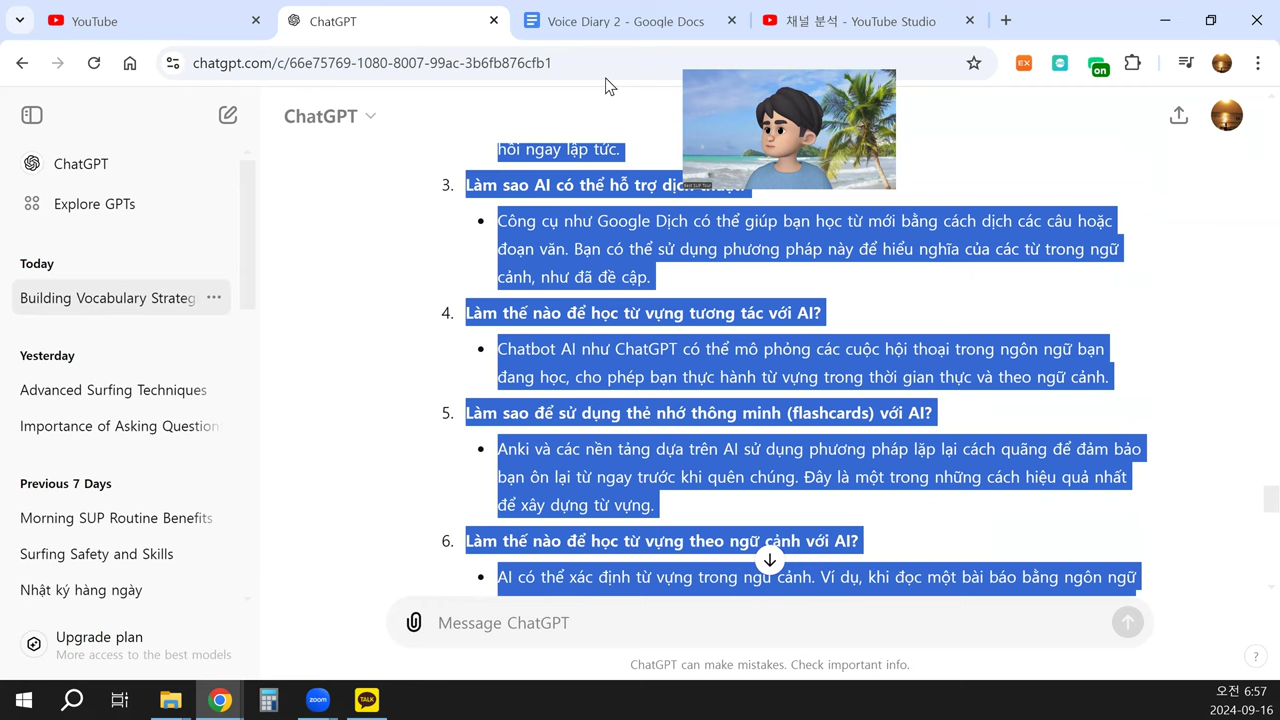 YouTube
ChatGPT
Voice Diary 2 - Google Docs
채널 분석 - YouTube Studio
chatgpt.com/c/66e75769-1080-8007-99ac-3b6fb876cfb1
EX
on
ChatGPT
ChatGPT
Explore GPTs
Today
Building Vocabulary Strateg
Yesterday
Advanced Surfing Techniques
Importance of Asking Question
Previous 7 Days
Morning SUP Routine Benefits
Surfing Safety and Skills
Nhật ký hàng ngày
Upgrade plan
More access to the best models
hồi ngay lập tức.
3. Làm sao AI có thể hỗ trợ dịch
Công cụ như Google Dịch có thể giúp bạn học từ mới bằng cách dịch các câu hoặc
đoạn văn. Bạn có thể sử dụng phương pháp này để hiểu nghĩa của các từ trong ngữ
cảnh, như đã đề cập.
4. Làm thế nào để học từ vựng tương tác với AI?
Chatbot AI như ChatGPT có thể mô phỏng các cuộc hội thoại trong ngôn ngữ bạn
đang học, cho phép bạn thực hành từ vựng trong thời gian thực và theo ngữ cảnh.
5. Làm sao để sử dụng thẻ nhớ thông minh (flashcards) với AI?
Anki và các nền tảng dựa trên AI sử dụng phương pháp lặp lại cách quãng để đảm bảo
bạn ôn lại từ ngay trước khi quên chúng. Đây là một trong những cách hiệu quả nhất
để xây dựng từ vựng.
6. Làm thế nào để học từ vựng theo ngữ cảnh với AI?
AI có thể xác định từ vựng trong ngữ cảnh. Ví dụ, khi đọc một bài báo bằng ngôn ngữ
Message ChatGPT
ChatGPT can make mistakes. Check important info.
?
zoom
TALK
오전 6:57
2024-09-16